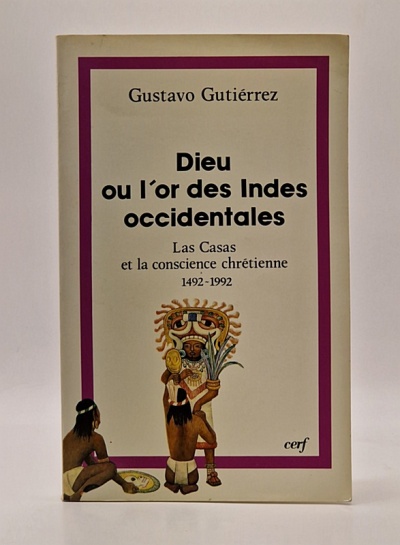 Gustavo Gutiérrez
Dieu
ou l'or des Indes
occidentales
Las Casas
et la conscience chrétienne
1492-1992
cerf